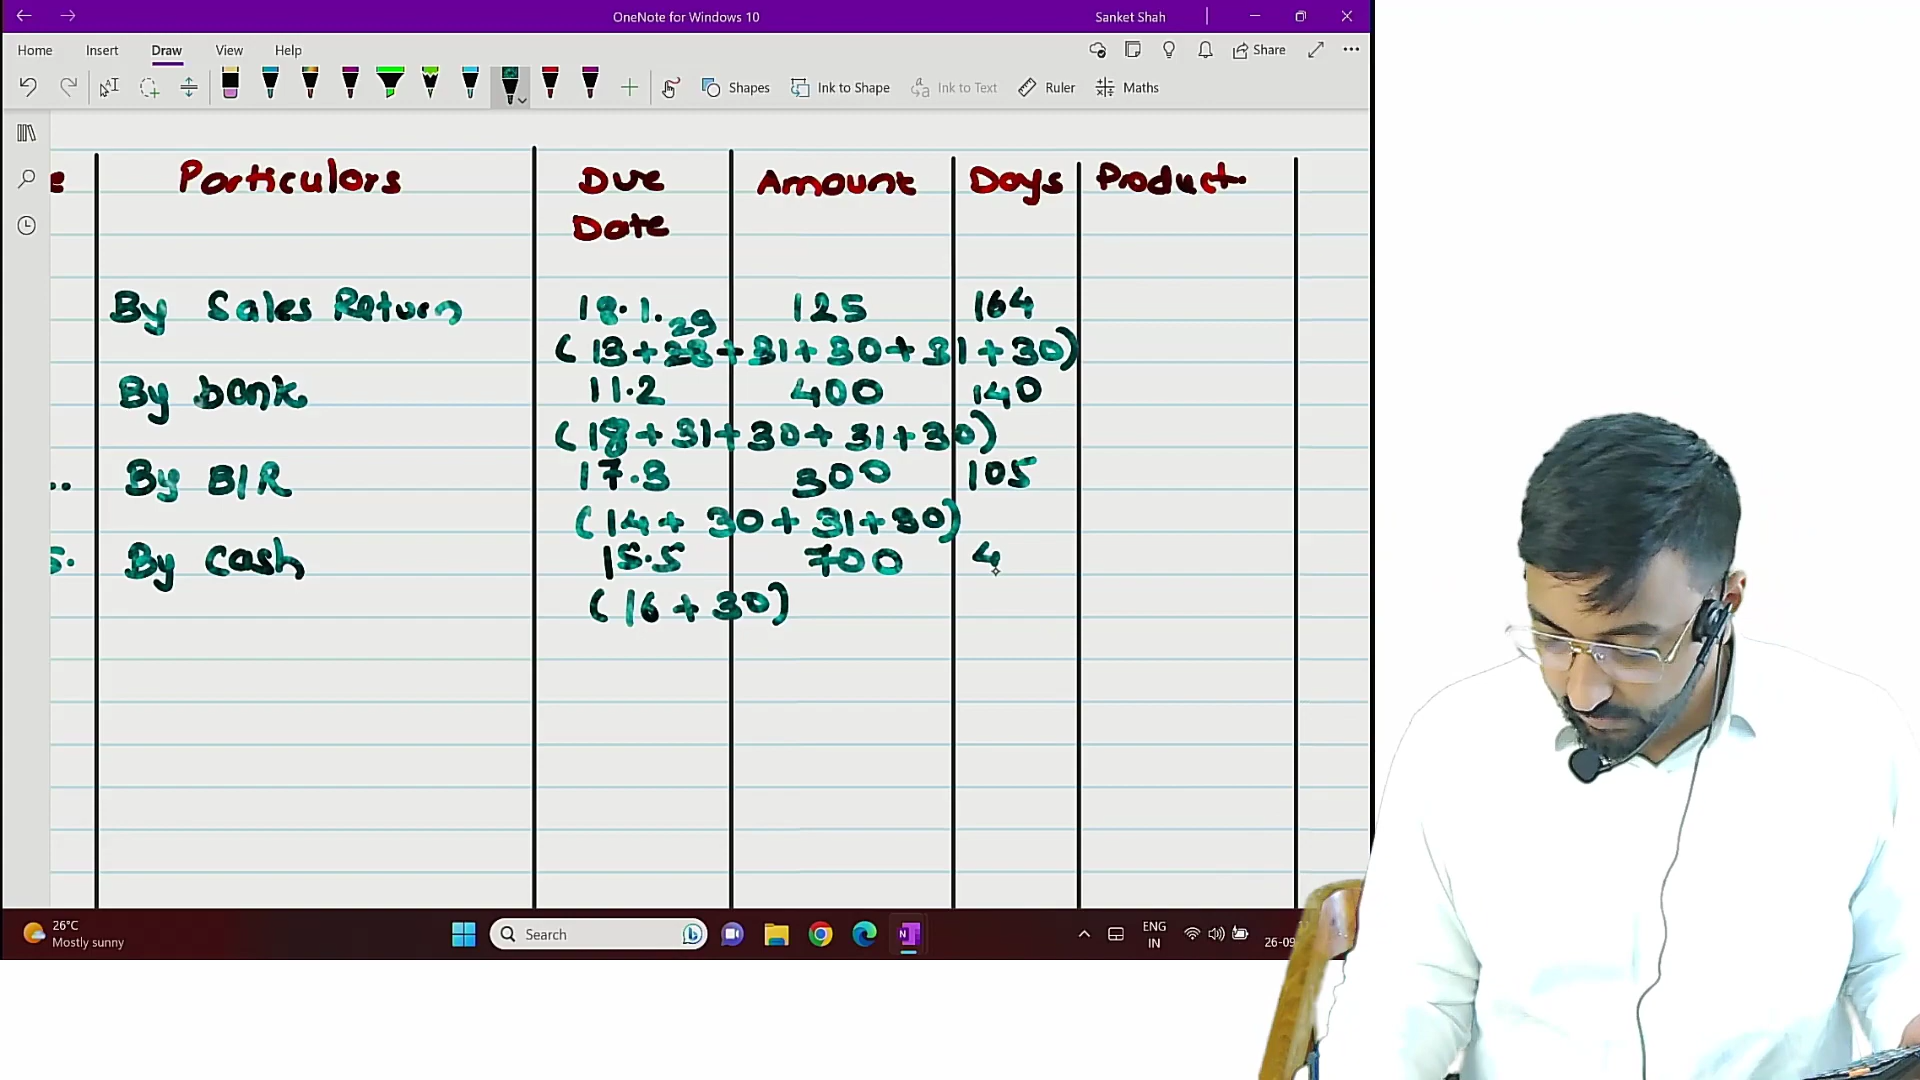 OneNote for Windows 10
Sanket Shah
Home Insert Draw View Help
Share
Shapes Ink to Shape Ink to Text Ruler Maths
Particulars Due Date Amount Days Product
By Sales Return 18.1. 125 164
29
(13+28+31+30+31+30)
By bank 11.2 400 140
(18+31+30+31+30)
By B/R 17.3 300 105
(14+ 30+31+30)
By cash 15.5 700 4
(16+30)
26°C
Mostly sunny
Search
ENG
IN
26-09